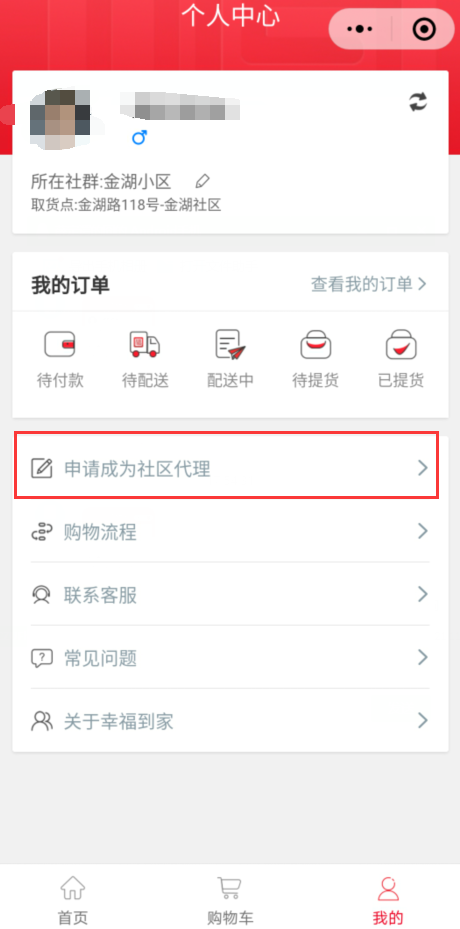 个人中心
所在社群:金湖小区
取货点:金湖路118号-金湖社区
我的订单
查看我的订单
待付款 待配送 配送中 待提货 已提货
申请成为社区代理
购物流程
联系客服
常见问题
关于幸福到家
首页 购物车 我的